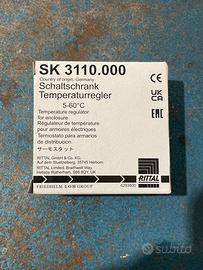 SK 3110.000
Country of origin: Germany
Schaltschrank
Temperaturregler
5-60°C
Temperature regulator
for enclosure
Régulateur de température
pour armoires électriques
Termostato para armarios
de distribución
サーモスタット
RITTAL GmbH & Co. KG
Auf dem Stützelberg, 35745 Herborn
RITTAL Limited, Braithwell Way,
Hellaby Rotherham, S66 8QY, UK
FRIEDHELM LOH GROUP
CE
UK
CA
EAC
RITTAL
subito